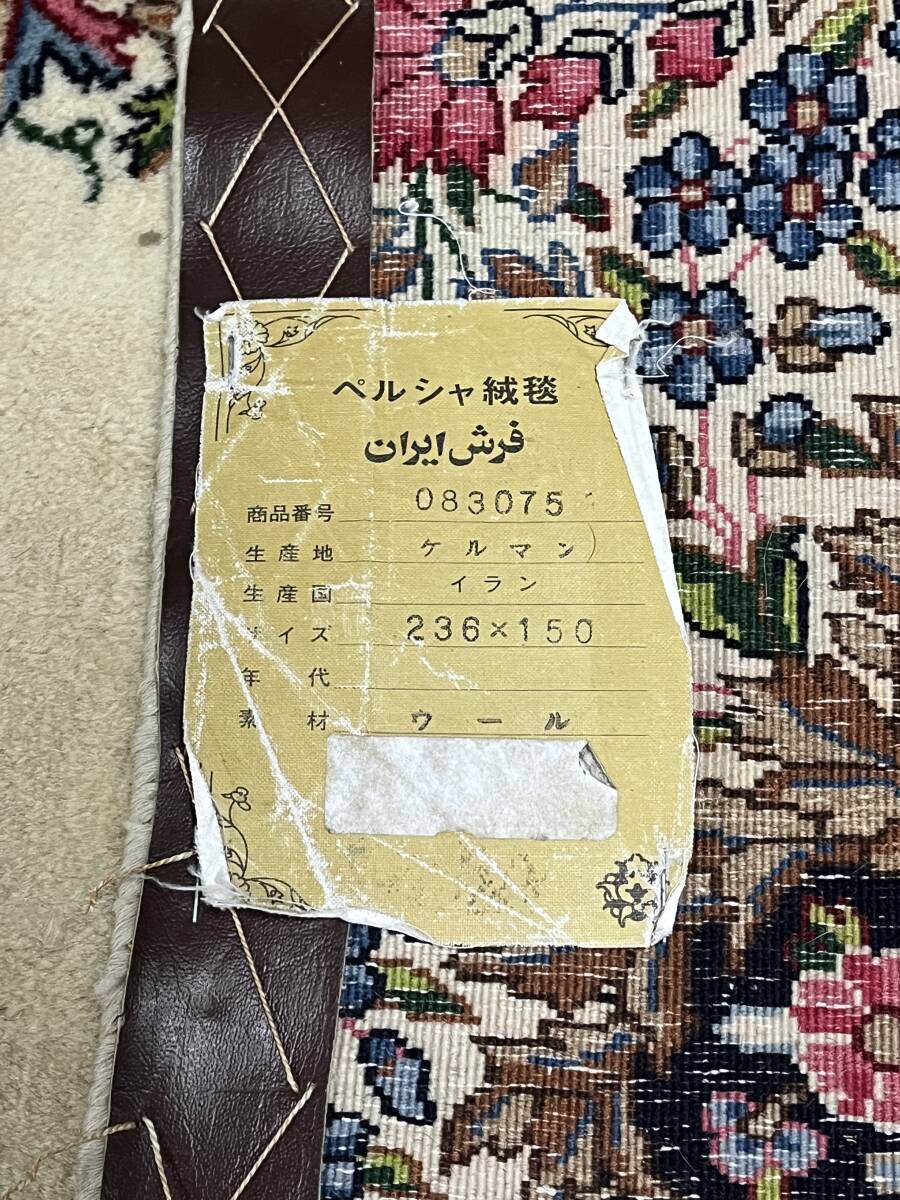 ペルシャ絨毯
فرش ایران
商品番号 083075
生産地 ケルマン
生産国 イラン
サイズ 236×150
年代
素材 ウール